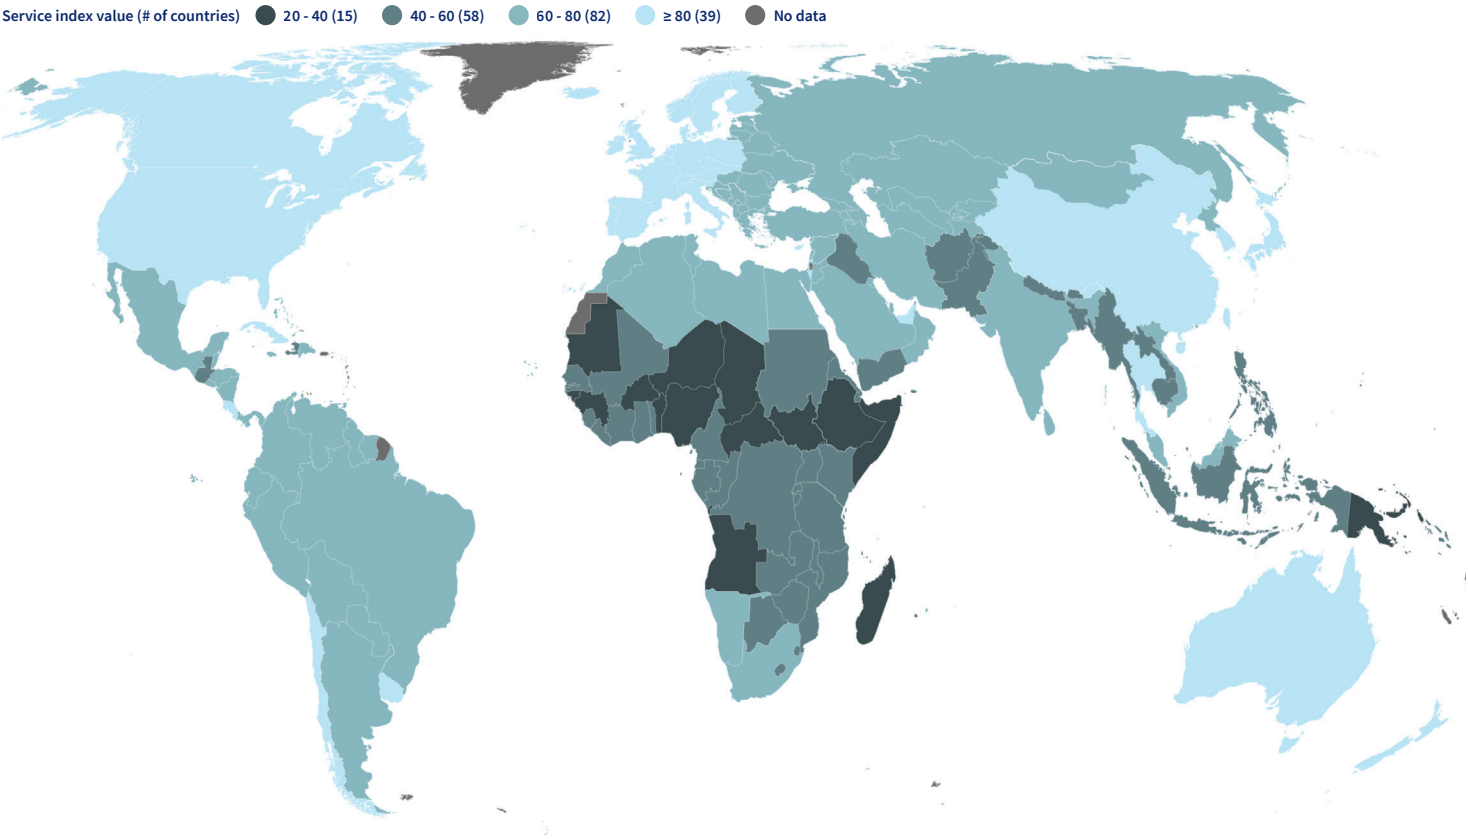 Service index value (# of countries) 20 - 40 (15) 40 - 60 (58) 60 - 80 (82) ≥ 80 (39) No data